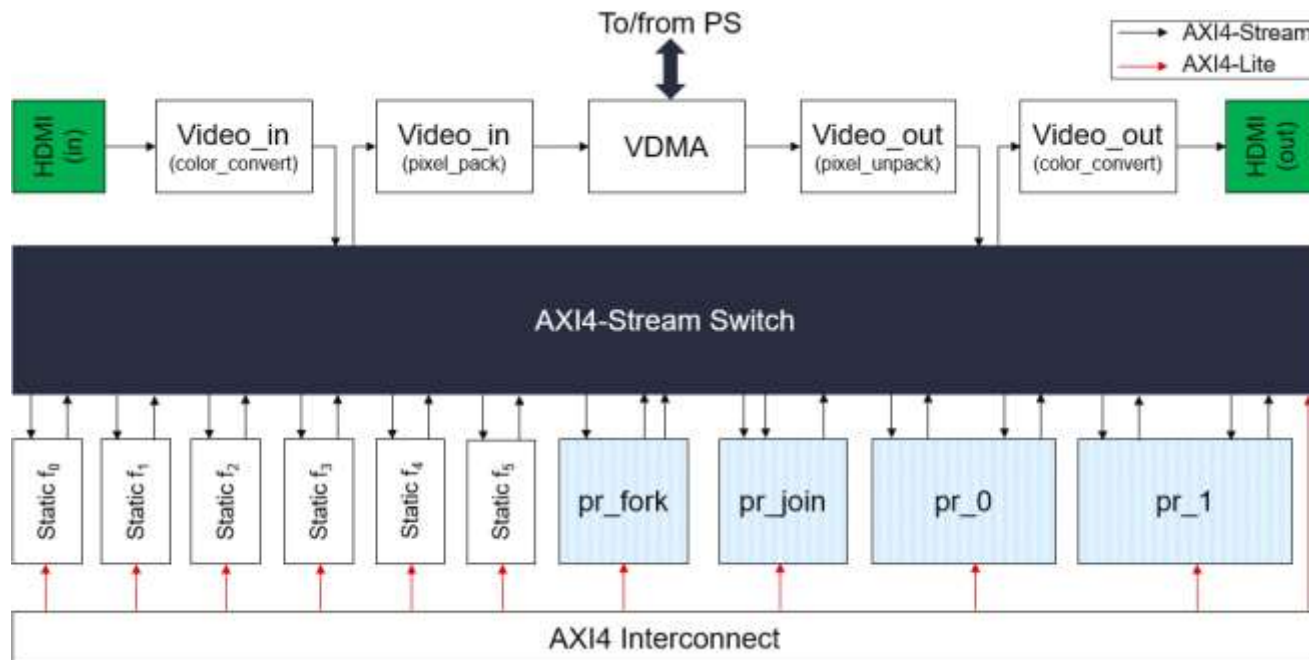 To/from PS
AXI4-Stream
AXI4-Lite
HDMI
(in)
Video_in
(color_convert)
Video_in
(pixel_pack)
VDMA
Video_out
(pixel_unpack)
Video_out
(color_convert)
HDMI
(out)
AXI4-Stream Switch
Static f₀
Static f₁
Static f₂
Static f₃
Static f₄
Static f₅
pr_fork
pr_join
pr_0
pr_1
AXI4 Interconnect